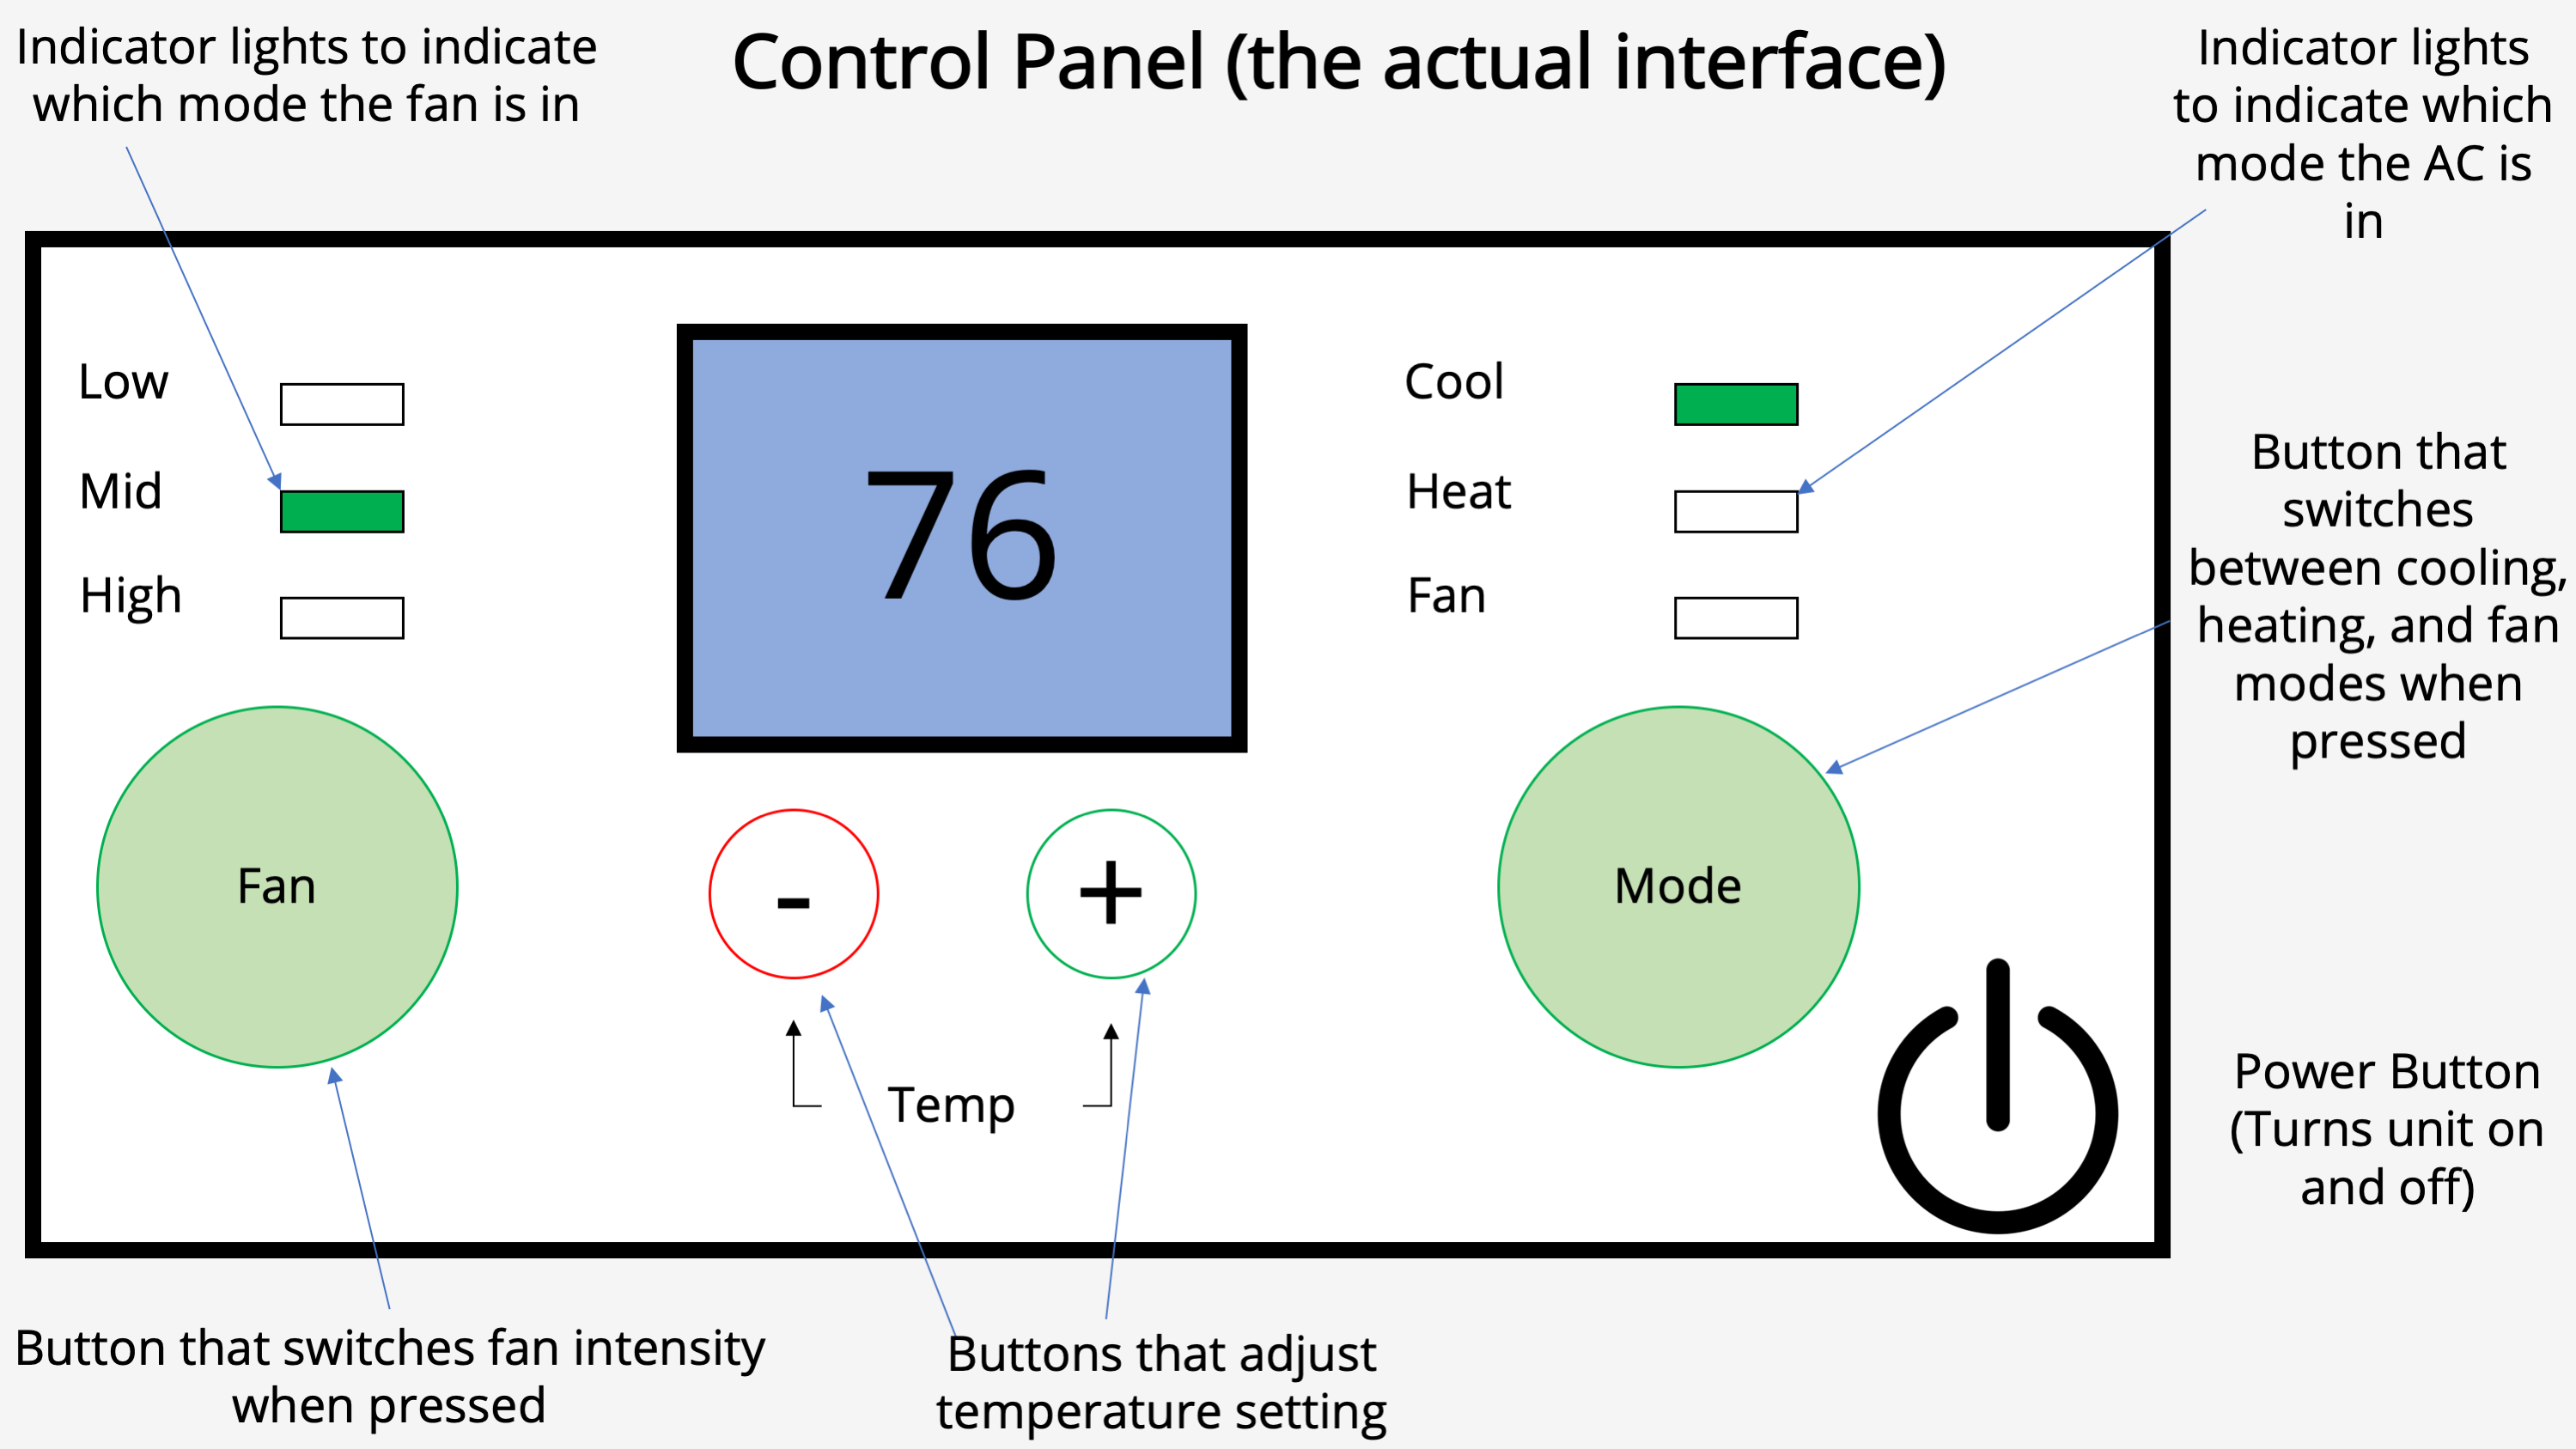 Control Panel (the actual interface)
Indicator lights to indicate
which mode the fan is in
Indicator lights
to indicate which
mode the AC is
in
Low
Mid
High
76
Cool
Heat
Fan
Button that
switches
between cooling,
heating, and fan
modes when
pressed
Fan
-
+
Mode
Temp
Power Button
(Turns unit on
and off)
Button that switches fan intensity
when pressed
Buttons that adjust
temperature setting